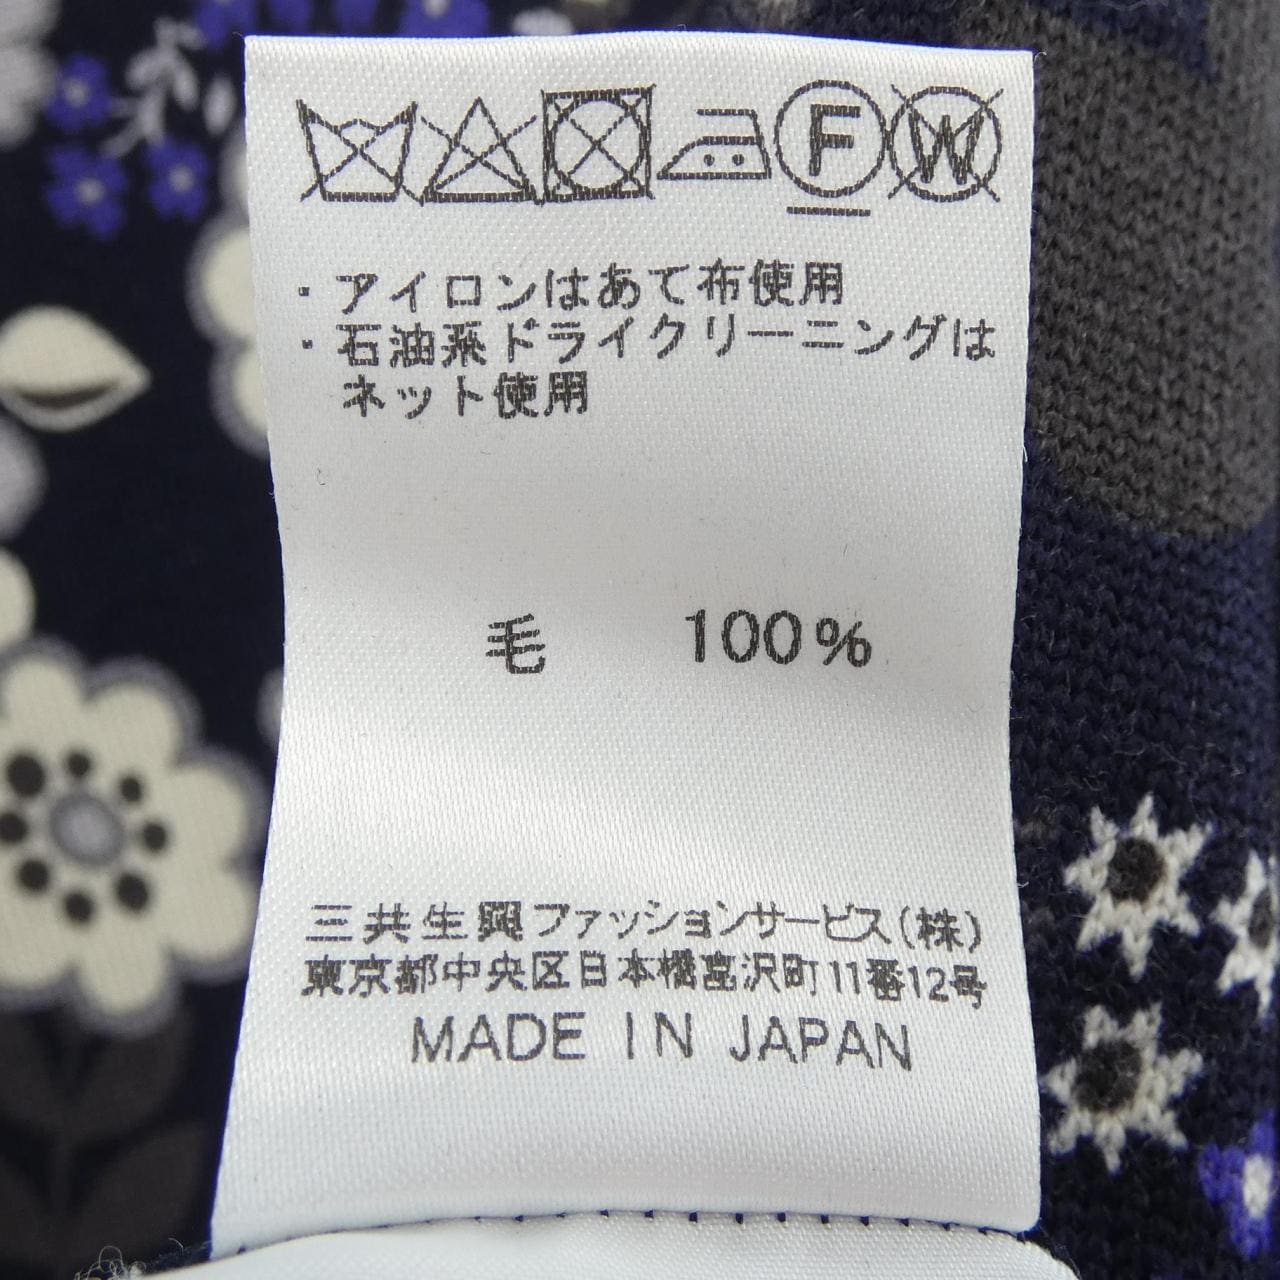 F W
・アイロンはあて布使用
・石油系ドライクリーニングは
ネット使用
毛 100%
三共生興ファッションサービス(株)
東京都中央区日本橋富沢町11番12号
MADE IN JAPAN